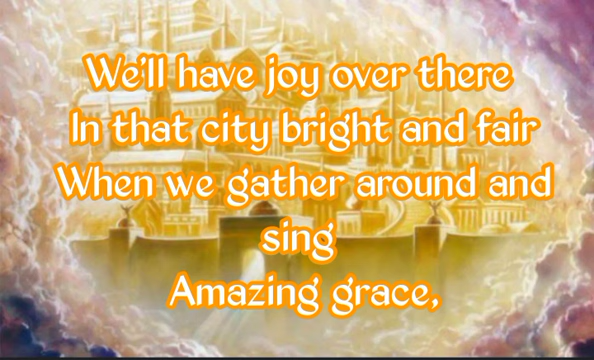 We'll have joy over there
In that city bright and fair
When we gather around and
sing
Amazing grace,